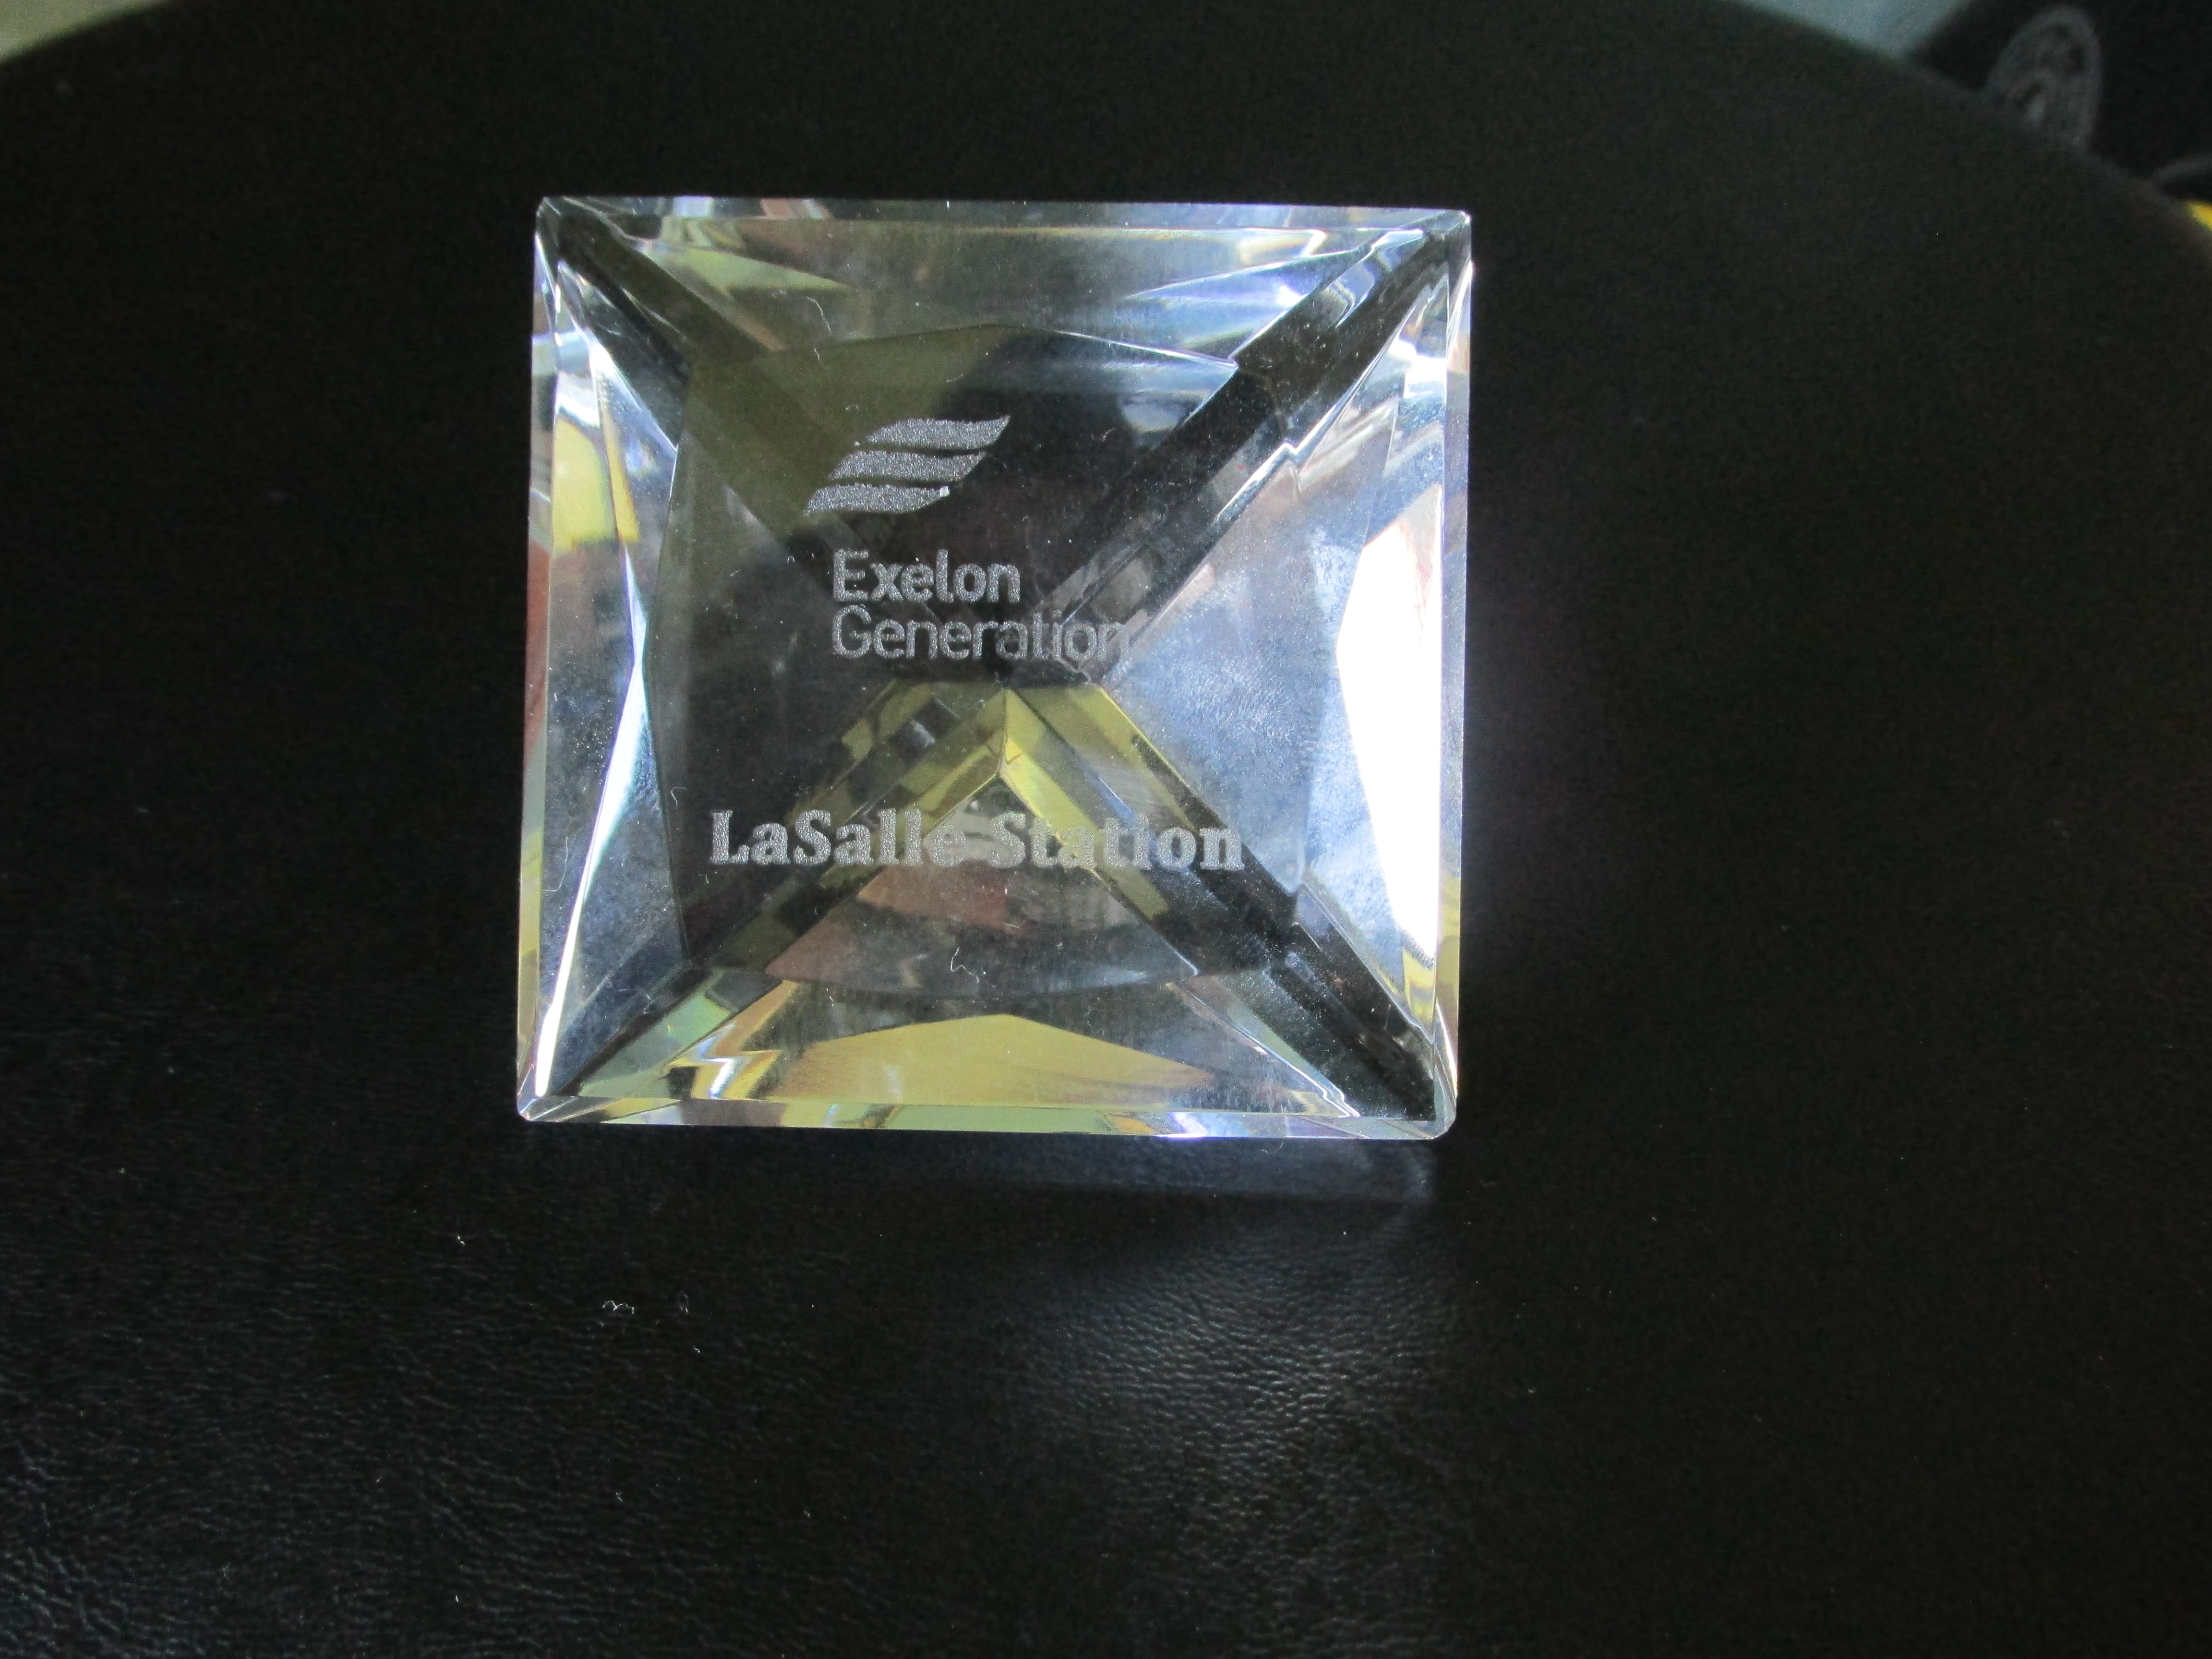 Exelon
Generation
LaSalle Station